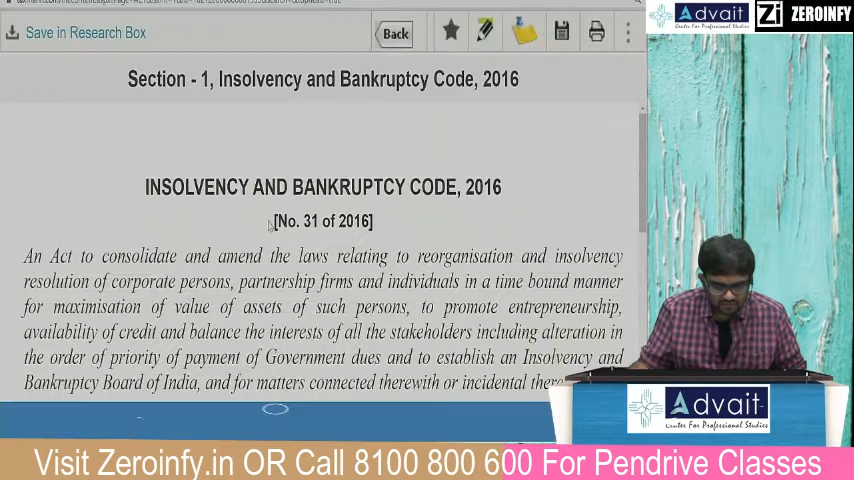 Save in Research Box
Back
Advait
Zi ZEROINFY
Section - 1, Insolvency and Bankruptcy Code, 2016
INSOLVENCY AND BANKRUPTCY CODE, 2016
[No. 31 of 2016]
An Act to consolidate and amend the laws relating to reorganisation and insolvency
resolution of corporate persons, partnership firms and individuals in a time bound manner
for maximisation of value of assets of such persons, to promote entrepreneurship,
availability of credit and balance the interests of all the stakeholders including alteration in
the order of priority of payment of Government dues and to establish an Insolvency and
Bankruptcy Board of India, and for matters connected therewith or incidental
Advait
Center For Professional Studies
Visit Zeroinfy.in OR Call 8100 800 600 For Pendrive Classes